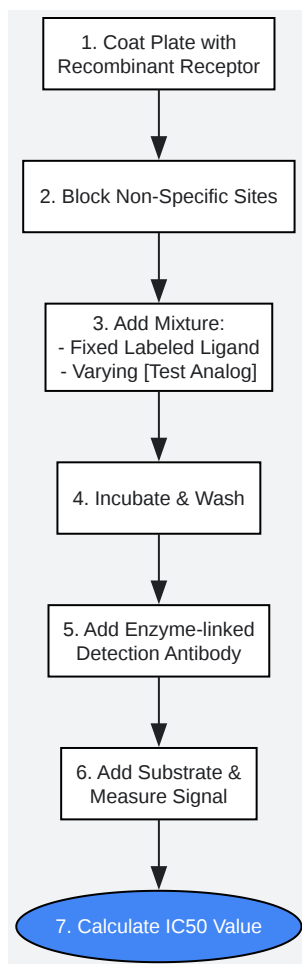 1. Coat Plate with
Recombinant Receptor
2. Block Non-Specific Sites
3. Add Mixture:
- Fixed Labeled Ligand
- Varying [Test Analog]
4. Incubate & Wash
5. Add Enzyme-linked
Detection Antibody
6. Add Substrate &
Measure Signal
7. Calculate IC50 Value